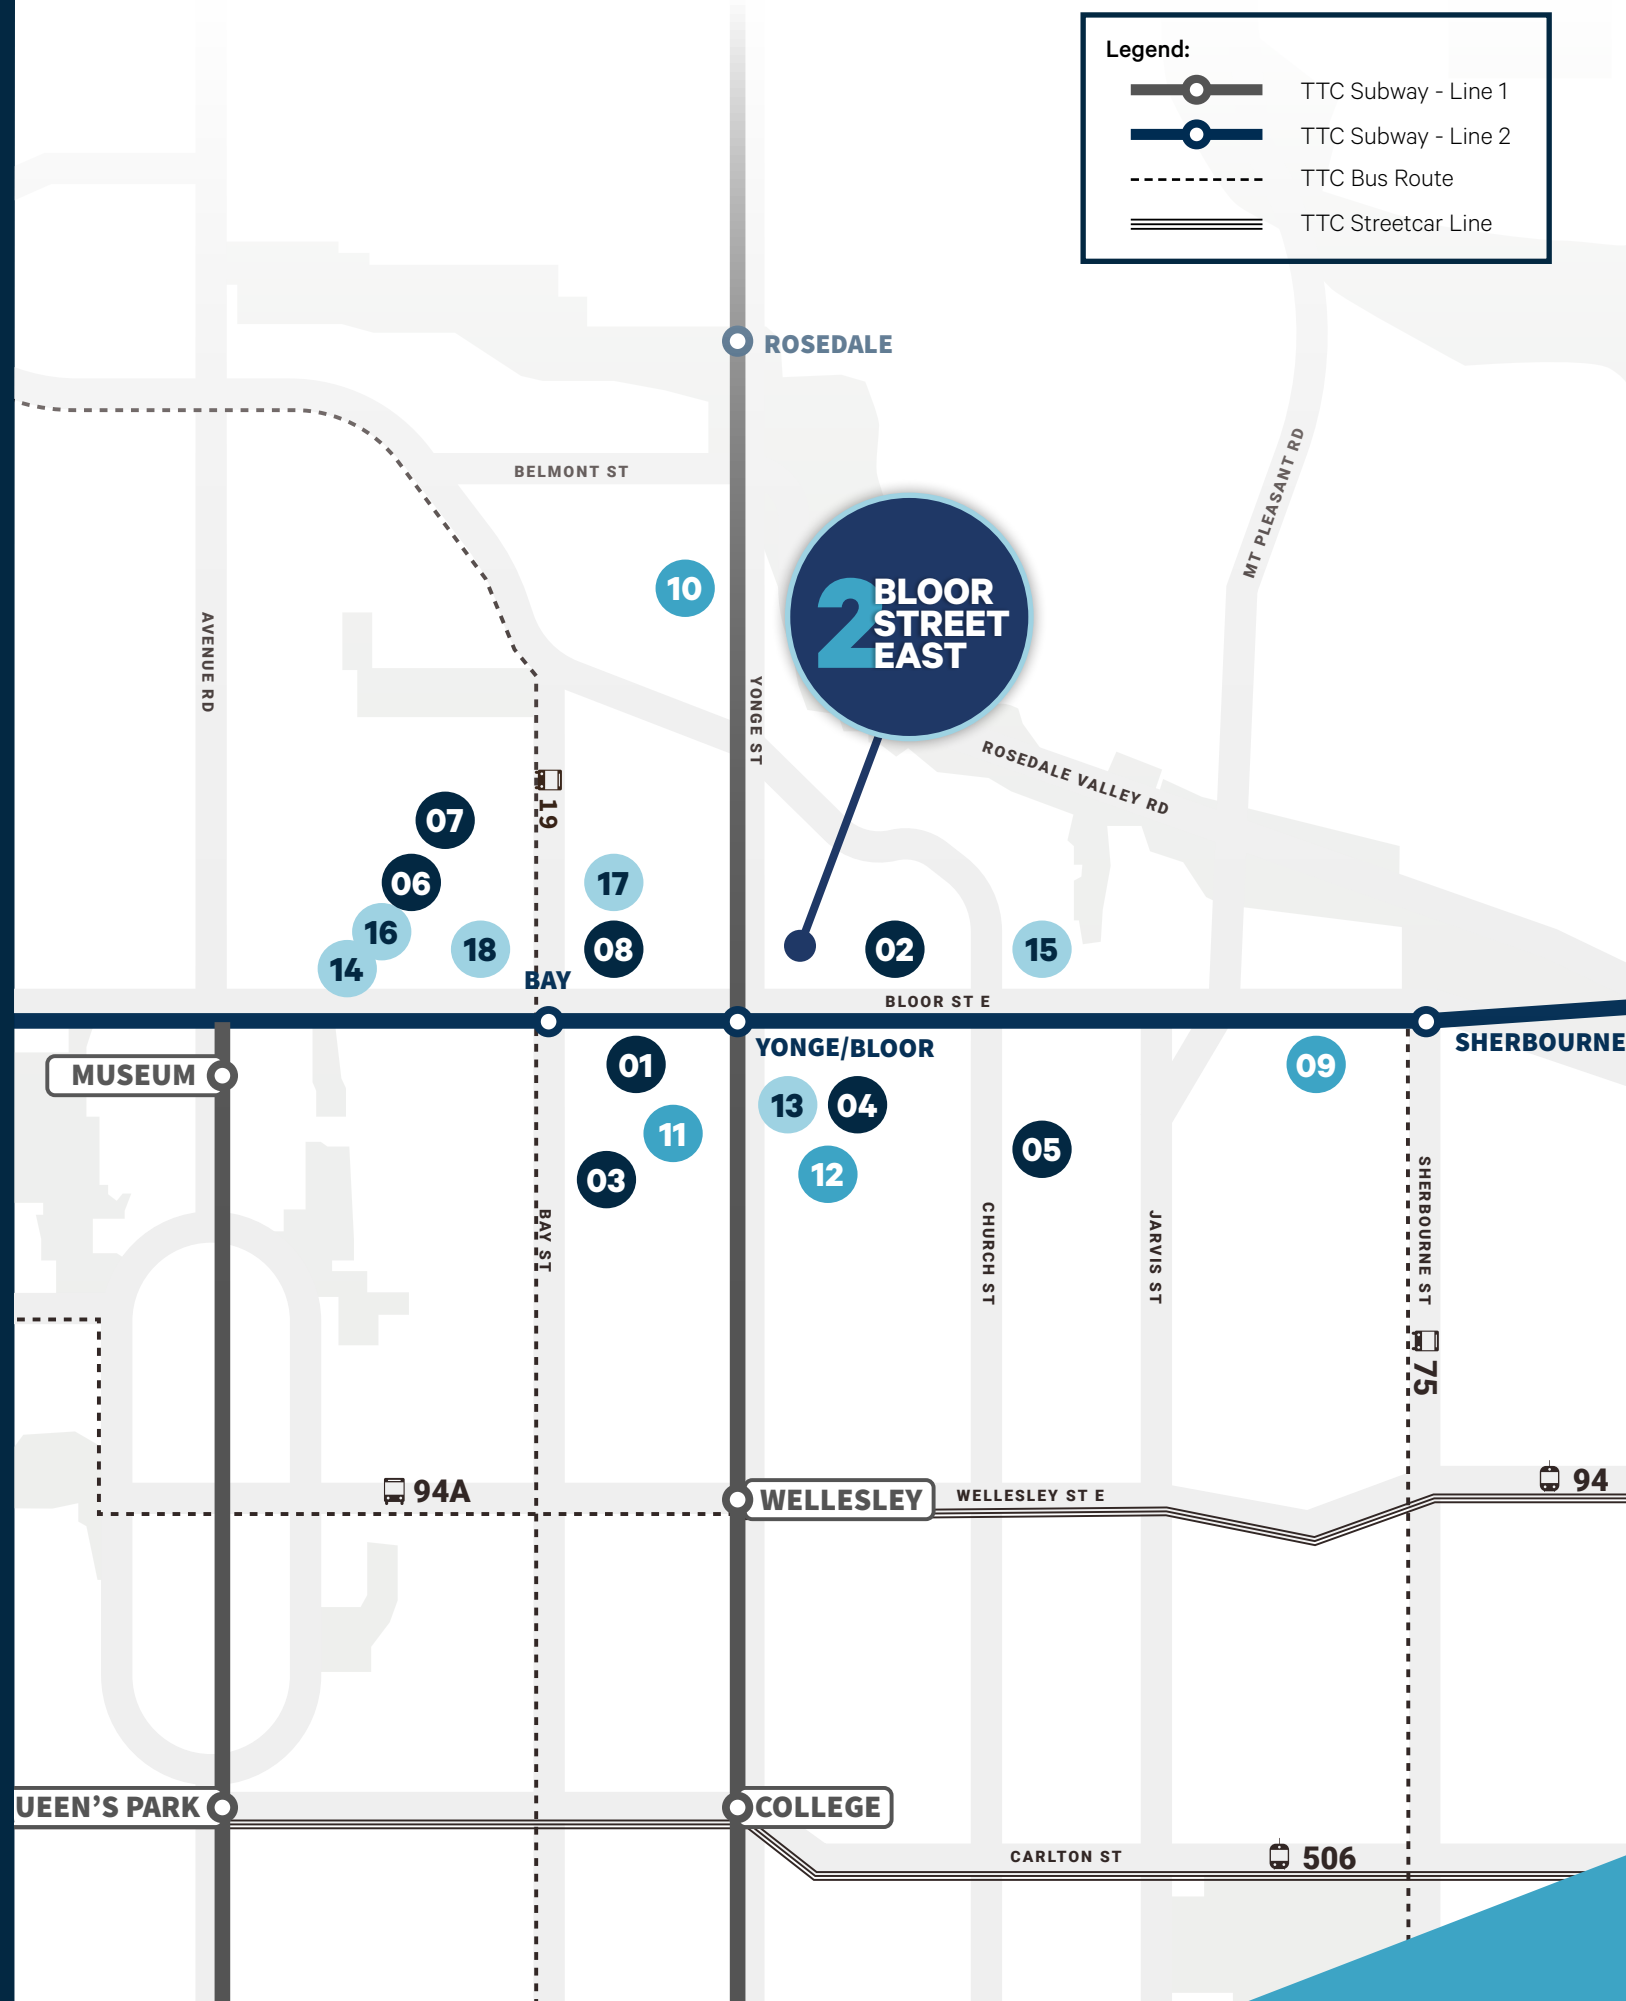 Legend:
TTC Subway - Line 1
TTC Subway - Line 2
TTC Bus Route
TTC Streetcar Line
ROSEDALE
BELMONT ST
MT PLEASANT RD
10
2 BLOOR
STREET
EAST
AVENUE RD
YONGE ST
ROSEDALE VALLEY RD
19
07
06
17
16
18
08
02
15
14
BAY
BLOOR ST E
YONGE/BLOOR
SHERBOURNE
MUSEUM
01
09
13
04
11
05
12
03
BAY ST
CHURCH ST
JARVIS ST
SHERBOURNE ST
75
94A
WELLESLEY
WELLESLEY ST E
94
UEEN'S PARK
COLLEGE
CARLTON ST
506